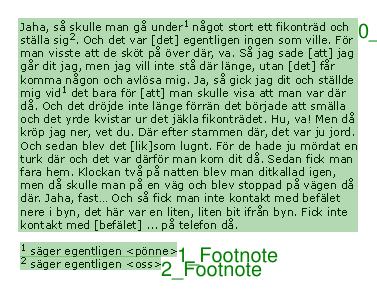 Jaha, så skulle man gå under¹ något stort ett fikonträd och
ställa sig². Och det var [det] egentligen ingen som ville. För
man visste att de sköt på över där, va. Så jag sade [att] jag
går dit jag, men jag vill inte stå där länge, utan [det] får
komma någon och avlösa mig. Ja, så gick jag dit och ställde
mig vid¹ det bara för [att] man skulle visa att man var där
då. Och det dröjde inte länge förrän det började att smälla
och det yrde kvistar ur det jäkla fikonträdet. Hu, va! Men då
kröp jag ner, vet du. Där efter stammen där, det var ju jord.
Och sedan blev det [lik]som lugnt. För de hade ju mördat en
turk där och det var därför man kom dit då. Sedan fick man
fara hem. Klockan två på natten blev man ditkallad igen,
men då skulle man på en väg och blev stoppad på vägen då
där. Jaha, fast... Och så fick man inte kontakt med befälet
nere i byn, det här var en liten, liten bit ifrån byn. Fick inte
kontakt med [befälet] ... på telefon då.
0_
¹ säger egentligen <pönne>
1_Footnote
² säger egentligen <oss>
2_Footnote